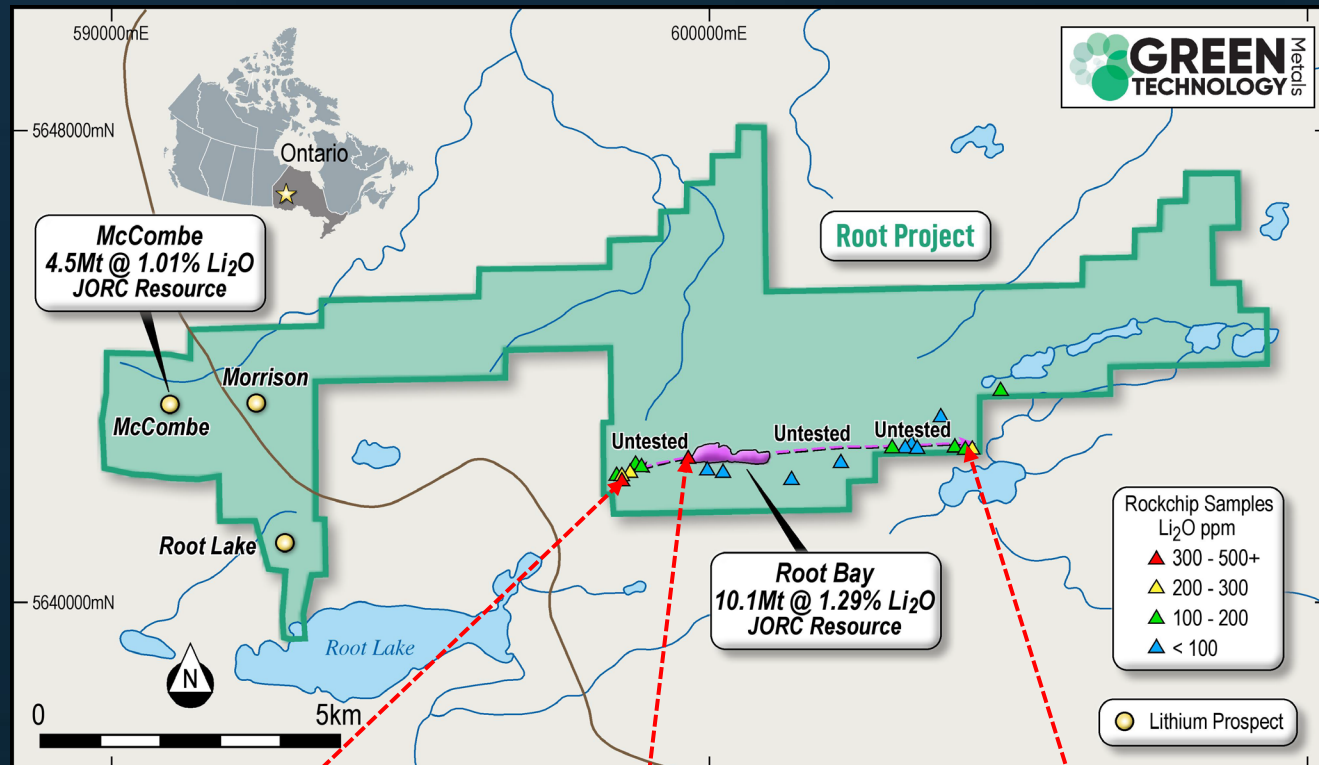 590000mE
600000mE
GREEN
TECHNOLOGY
Metals
5648000mN
Ontario
McCombe
4.5Mt @ 1.01% Li₂O
JORC Resource
Root Project
Morrison
McCombe
Untested
Untested
Untested
Root Lake
Root Bay
10.1Mt @ 1.29% Li₂O
JORC Resource
Rockchip Samples
Li₂O ppm
300 - 500+
200 - 300
100 - 200
< 100
5640000mN
Root Lake
N
0 5km
Lithium Prospect